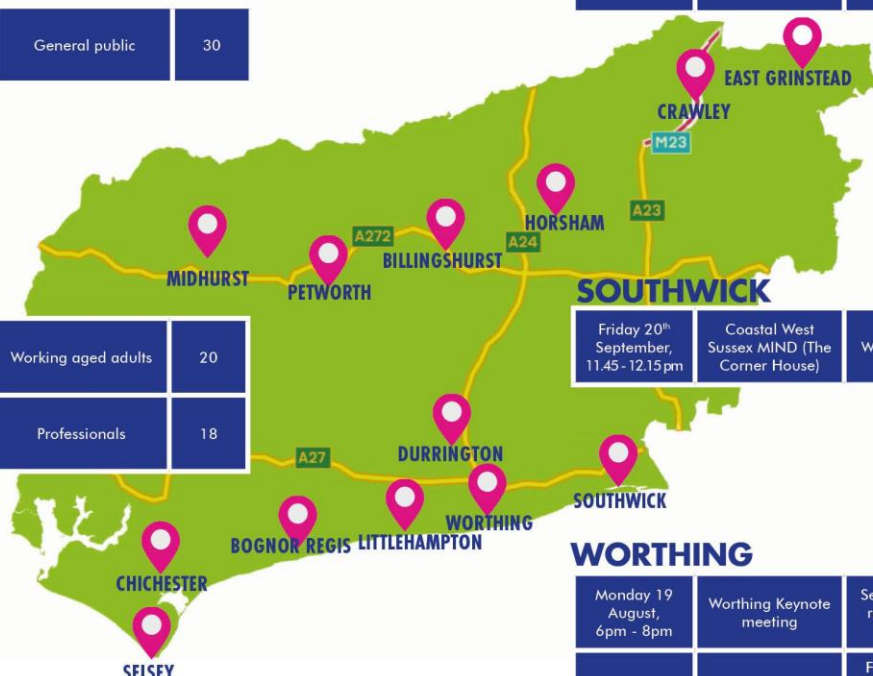 General public
30
EAST GRINSTEAD
CRAWLEY
M23
HORSHAM
A23
A272
A24
BILLINGSHURST
MIDHURST
PETWORTH
SOUTHWICK
Friday 20th
September,
11.45 - 12.15pm
Coastal West
Sussex MIND (The
Corner House)
Working aged adults
20
Professionals
18
DURRINGTON
A27
SOUTHWICK
WORTHING
LITTLEHAMPTON
BOGNOR REGIS
CHICHESTER
SELSEY
WORTHING
Monday 19
August,
6pm - 8pm
Worthing Keynote
meeting